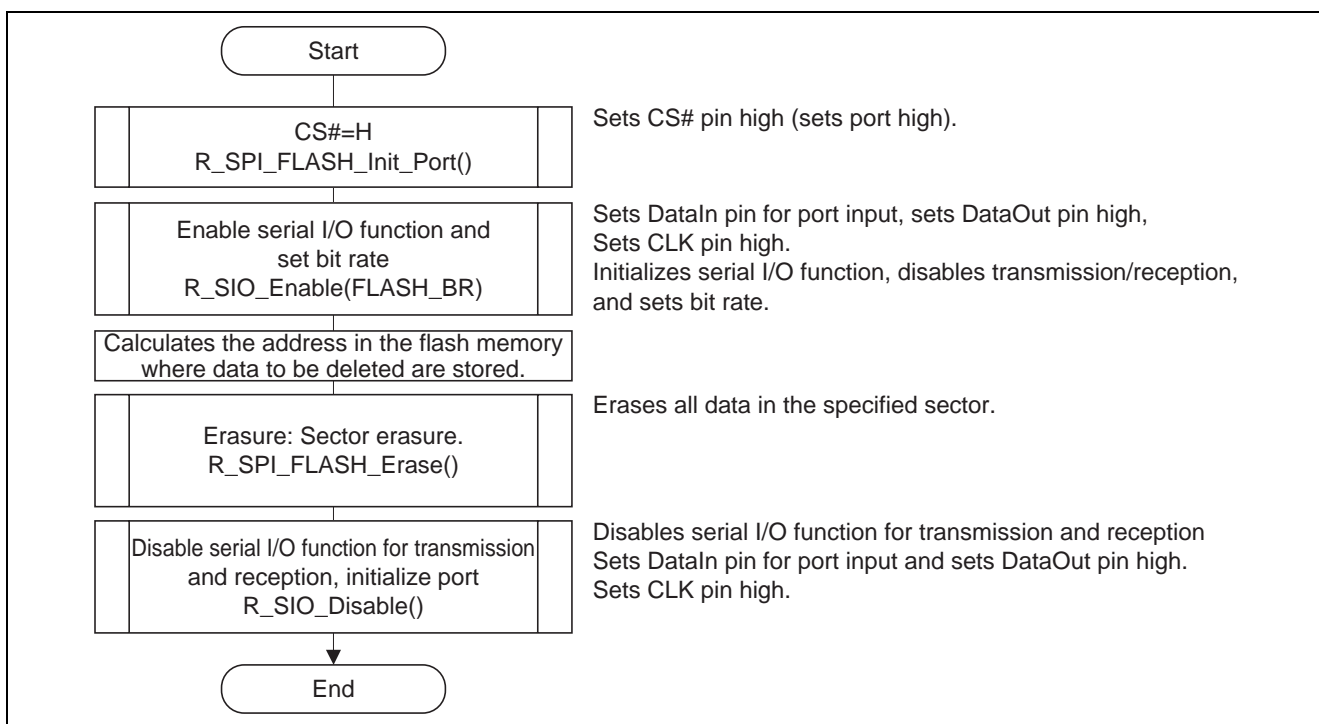 Start
CS#=H
R_SPI_FLASH_Init_Port()
Sets CS# pin high (sets port high).
Enable serial I/O function and
set bit rate
R_SIO_Enable(FLASH_BR)
Sets DataIn pin for port input, sets DataOut pin high,
Sets CLK pin high.
Initializes serial I/O function, disables transmission/reception,
and sets bit rate.
Calculates the address in the flash memory
where data to be deleted are stored.
Erasure: Sector erasure.
R_SPI_FLASH_Erase()
Erases all data in the specified sector.
Disable serial I/O function for transmission
and reception, initialize port
R_SIO_Disable()
Disables serial I/O function for transmission and reception
Sets DataIn pin for port input and sets DataOut pin high.
Sets CLK pin high.
End